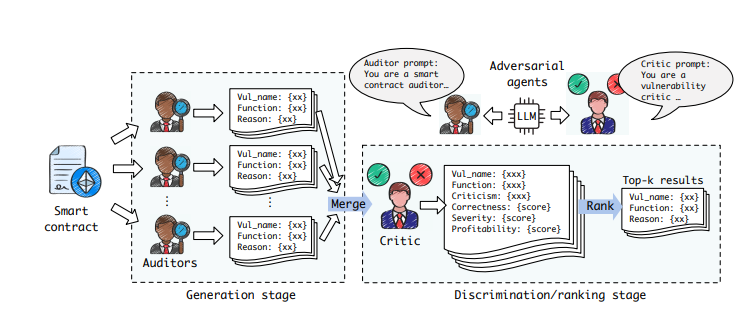 Auditor prompt:
You are a smart
contract auditor…
Adversarial
agents
Critic prompt:
You are a
vulnerability
critic …
LLM
Smart
contract
Vul_name: {xx}
Function: {xx}
Reason: {xx}
Vul_name: {xx}
Function: {xx}
Reason: {xx}
Vul_name: {xx}
Function: {xx}
Reason: {xx}
Auditors
Generation stage
Merge
Critic
Vul_name: {xxx}
Function: {xxx}
Criticism: {xxx}
Correctness: {score}
Severity: {score}
Profitability: {score}
Rank
Top-k results
Vul_name: {xx}
Function: {xx}
Reason: {xx}
Discrimination/ranking stage